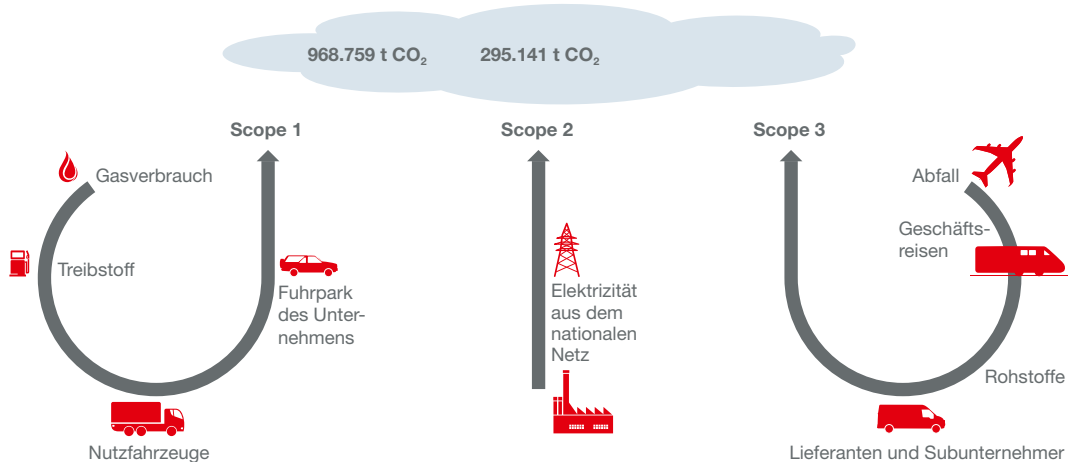 968.759 t CO₂
295.141 t CO₂
Scope 1
Scope 2
Scope 3
Gasverbrauch
Treibstoff
Nutzfahrzeuge
Fuhrpark
des Unter-
nehmens
Elektrizität
aus dem
nationalen
Netz
Abfall
Geschäfts-
reisen
Rohstoffe
Lieferanten und Subunternehmer